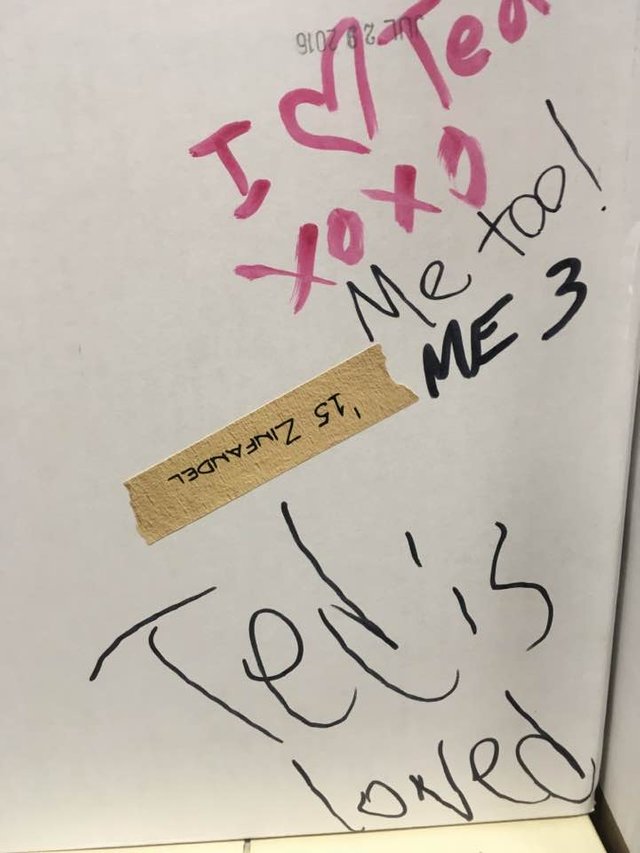 JUL 29 2016
I ♡ Ted
XOXO
Me too!
ME 3
'15 ZINFANDEL
Ted is
loved